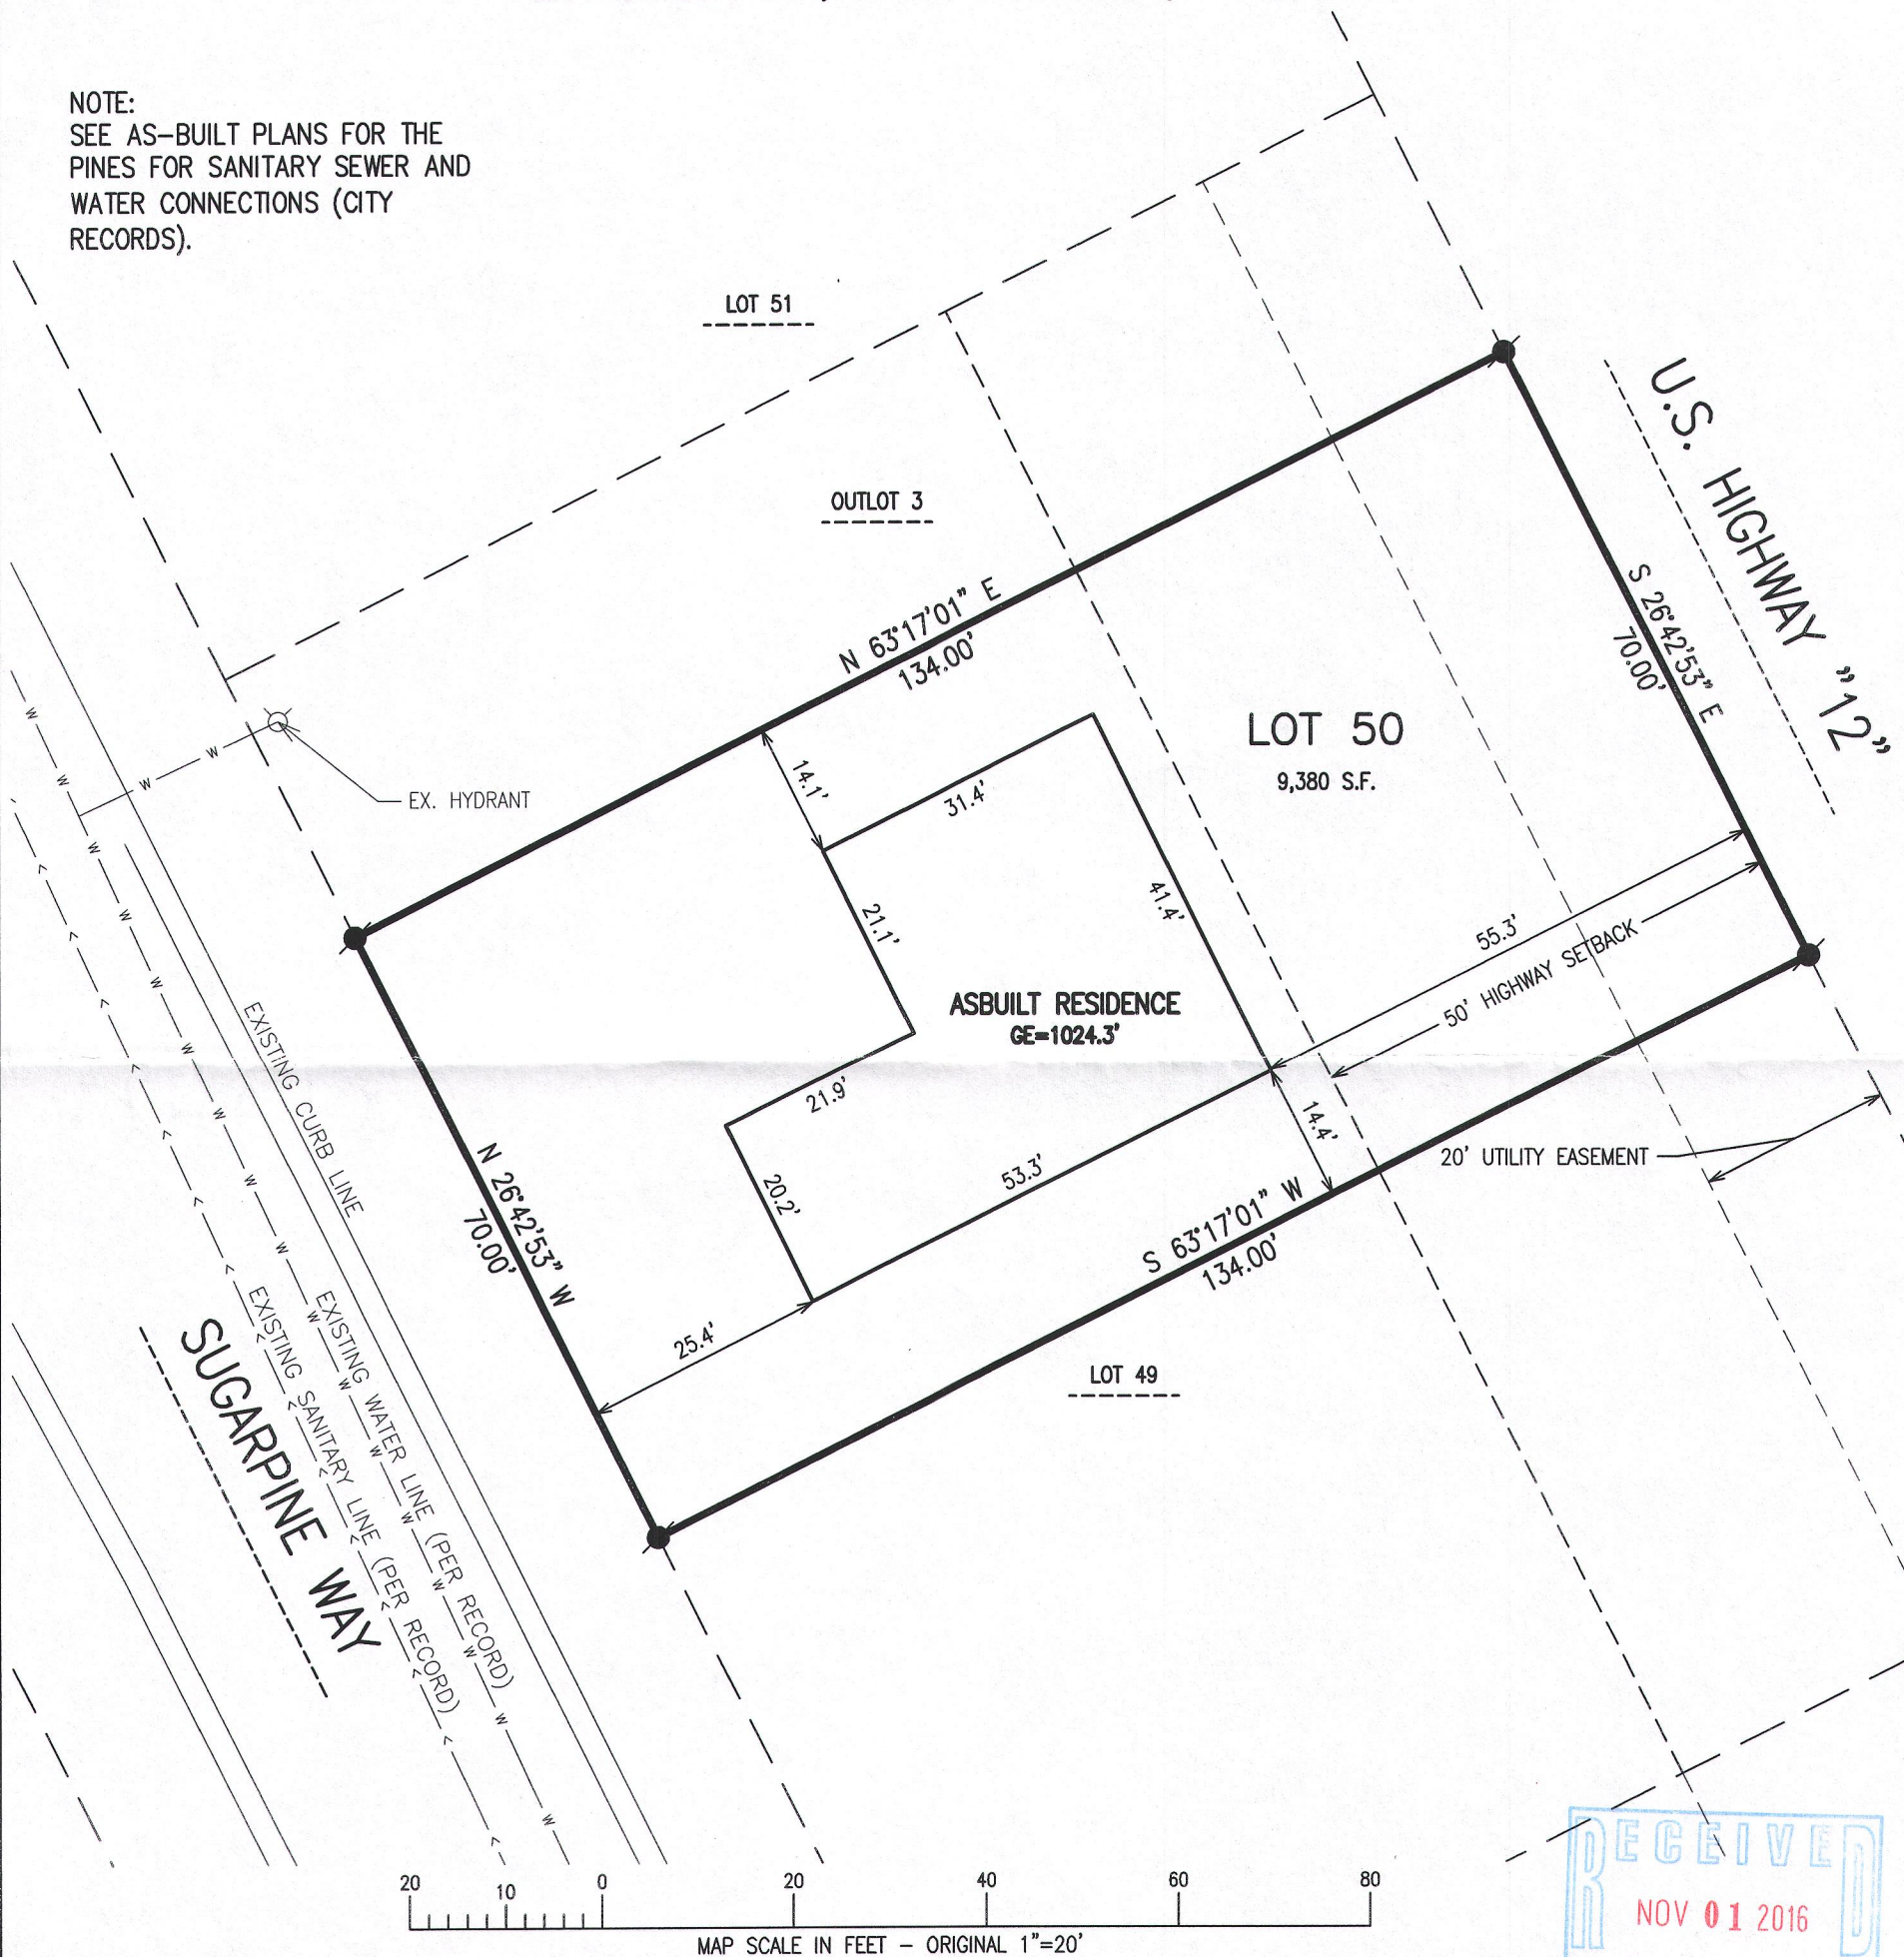 NOTE:
SEE AS-BUILT PLANS FOR THE
PINES FOR SANITARY SEWER AND
WATER CONNECTIONS (CITY
RECORDS).
LOT 51
OUTLOT 3
U.S. HIGHWAY "12"
N 63°17'01" E
134.00'
S 26°42'53" E
70.00'
LOT 50
9,380 S.F.
EX. HYDRANT
14.1'
31.4'
21.1'
41.4'
55.3'
50' HIGHWAY SETBACK
ASBUILT RESIDENCE
GE=1024.3'
21.9'
14.4'
20' UTILITY EASEMENT
20.2'
53.3'
S 63°17'01" W
134.00'
N 26°42'53" W
70.00'
25.4'
LOT 49
EXISTING CURB LINE
EXISTING WATER LINE (PER RECORD)
EXISTING SANITARY LINE (PER RECORD)
SUGARPINE WAY
W W W W W W W W W W W W W W W W W W W
20 10 0 20 40 60 80
MAP SCALE IN FEET - ORIGINAL 1"=20'
RECEIVED
NOV 01 2016